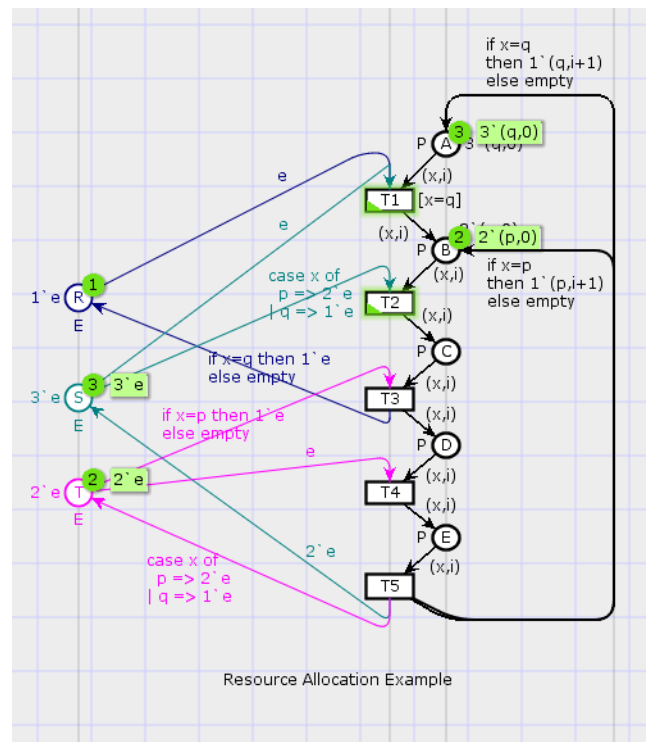 if x=q
then 1`(q,i+1)
else empty
P
A
3
3`(q,0)
(x,i)
e
T1
[x=q]
e
(x,i)
P
B
2
2`(p,0)
(x,i)
if x=p
then 1`(p,i+1)
else empty
case x of
p => 2`e
| q => 1`e
1`e
R
1
E
T2
(x,i)
P
C
if x=q then 1`e
else empty
(x,i)
3`e
S
3
3`e
E
T3
if x=p then 1`e
else empty
(x,i)
P
D
e
(x,i)
2`e
T
2
2`e
E
T4
(x,i)
P
E
2`e
(x,i)
case x of
p => 2`e
| q => 1`e
T5
Resource Allocation Example